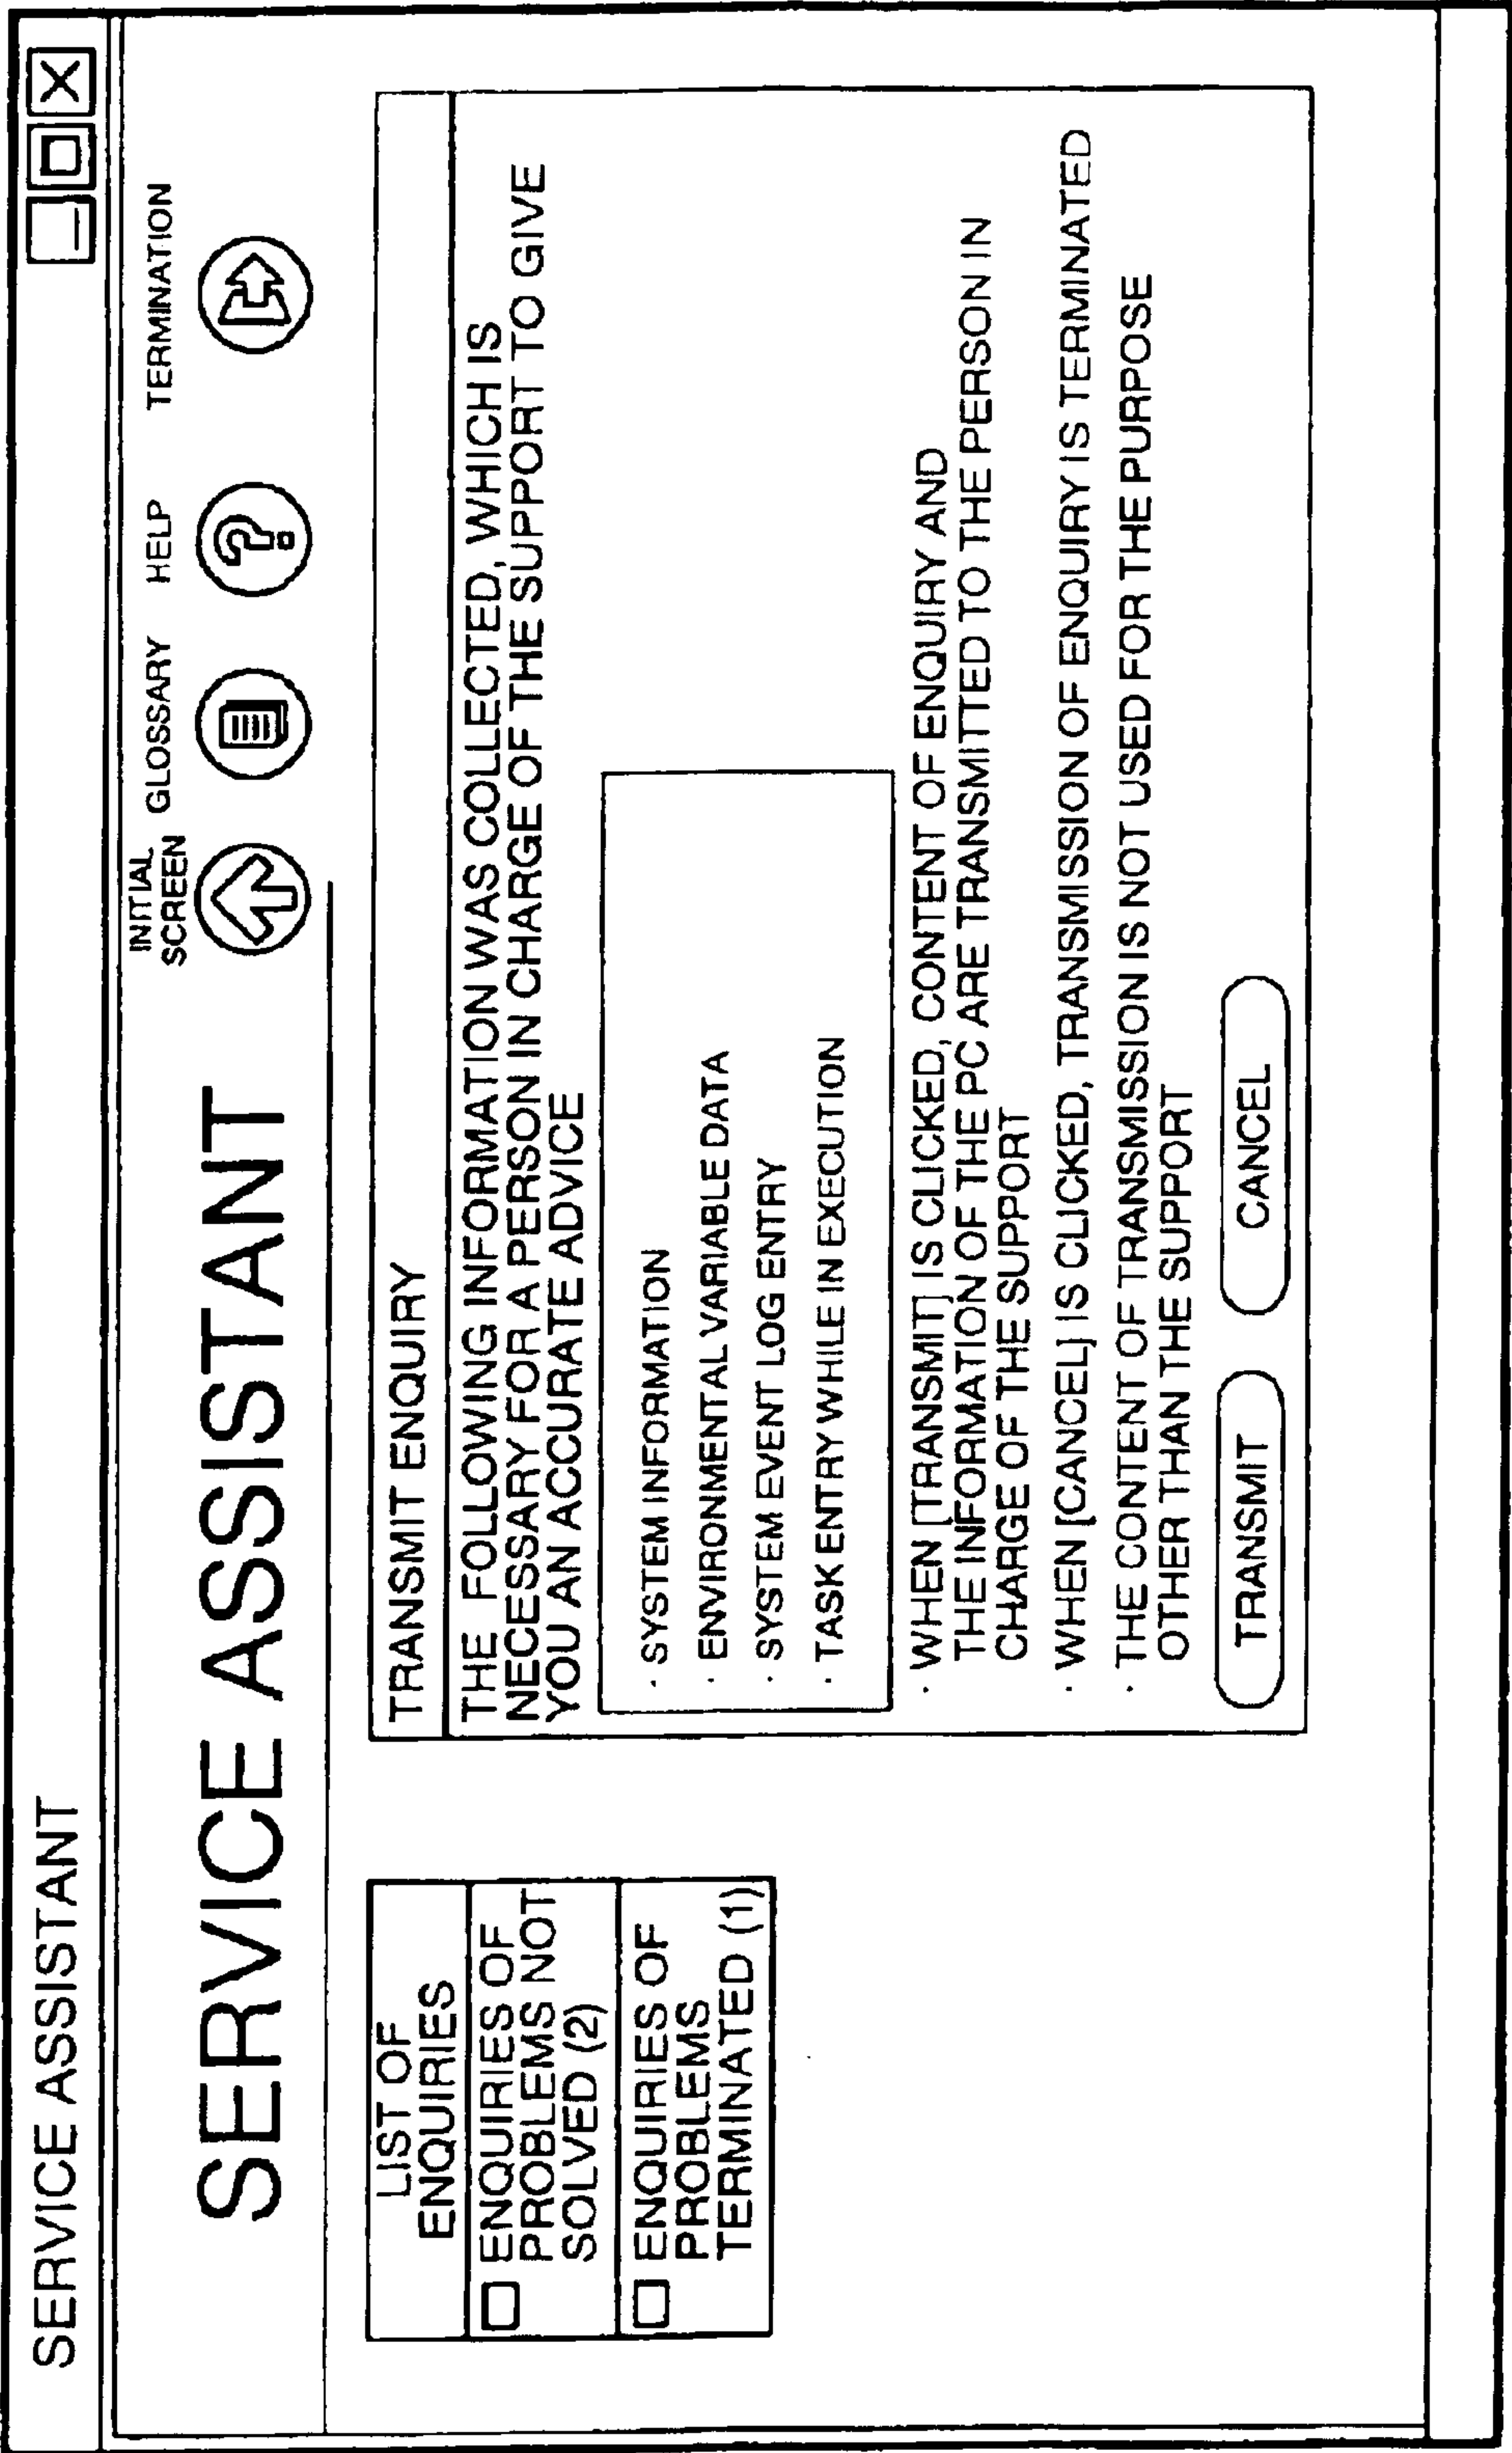 SERVICE ASSISTANT
SERVICE ASSISTANT
INITIAL
SCREEN
GLOSSARY
HELP
TERMINATION
LIST OF
ENQUIRIES
ENQUIRIES OF
PROBLEMS NOT
SOLVED (2)
ENQUIRIES OF
PROBLEMS
TERMINATED (1)
TRANSMIT ENQUIRY
THE FOLLOWING INFORMATION WAS COLLECTED, WHICH IS
NECESSARY FOR A PERSON IN CHARGE OF THE SUPPORT TO GIVE
YOU AN ACCURATE ADVICE
· SYSTEM INFORMATION
· ENVIRONMENTAL VARIABLE DATA
· SYSTEM EVENT LOG ENTRY
· TASK ENTRY WHILE IN EXECUTION
· WHEN [TRANSMIT] IS CLICKED, CONTENT OF ENQUIRY AND
THE INFORMATION OF THE PC ARE TRANSMITTED TO THE PERSON IN
CHARGE OF THE SUPPORT
· WHEN [CANCEL] IS CLICKED, TRANSMISSION OF ENQUIRY IS TERMINATED
· THE CONTENT OF TRANSMISSION IS NOT USED FOR THE PURPOSE
OTHER THAN THE SUPPORT
TRANSMIT
CANCEL